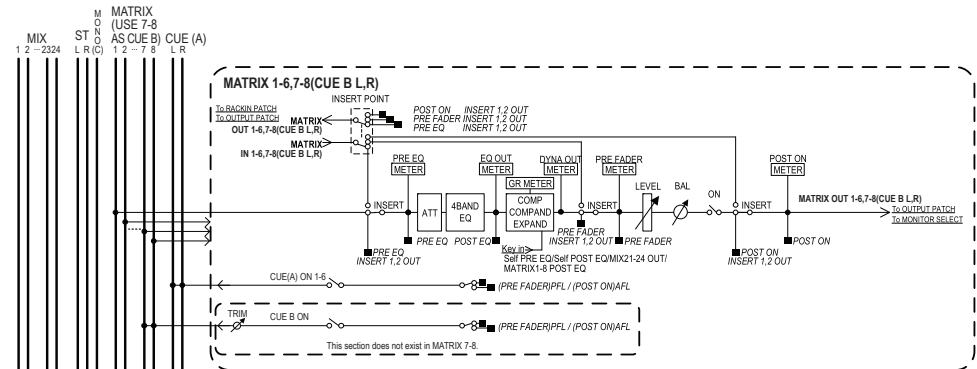 MIX
1 2 ··· 2324
ST
L R
MONO
(C)
MATRIX
(USE 7-8
AS CUE B)
1 2 ··· 7 8
CUE (A)
L R
MATRIX 1-6,7-8(CUE B L,R)
INSERT POINT
To RACKIN PATCH
To OUTPUT PATCH
MATRIX
OUT 1-6,7-8(CUE B L,R)
MATRIX
IN 1-6,7-8(CUE B L,R)
POST ON INSERT 1,2 OUT
PRE FADER INSERT 1,2 OUT
PRE EQ INSERT 1,2 OUT
PRE EQ
METER
EQ OUT
METER
DYNA OUT
METER
PRE FADER
METER
POST ON
METER
GR METER
INSERT
ATT
4BAND
EQ
COMP
COMPAND
EXPAND
INSERT
LEVEL
BAL
ON
INSERT
MATRIX OUT 1-6,7-8(CUE B L,R)
To OUTPUT PATCH
To MONITOR SELECT
PRE EQ
INSERT 1,2 OUT
PRE EQ
POST EQ
Key in
Self PRE EQ/Self POST EQ/MIX21-24 OUT/
MATRIX1-8 POST EQ
PRE FADER
INSERT 1,2 OUT
PRE FADER
POST ON
INSERT 1,2 OUT
POST ON
CUE(A) ON 1-6
(PRE FADER)PFL / (POST ON)AFL
TRIM
CUE B ON
(PRE FADER)PFL / (POST ON)AFL
This section does not exist in MATRIX 7-8.